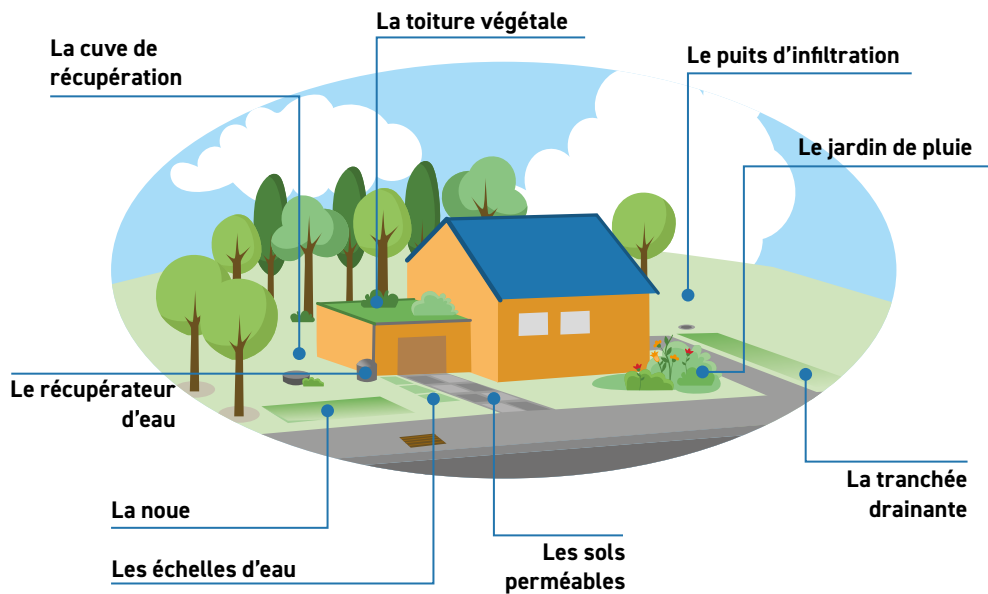 La toiture végétale
La cuve de
récupération
Le puits d'infiltration
Le jardin de pluie
Le récupérateur
d'eau
La tranchée
drainante
La noue
Les sols
perméables
Les échelles d'eau